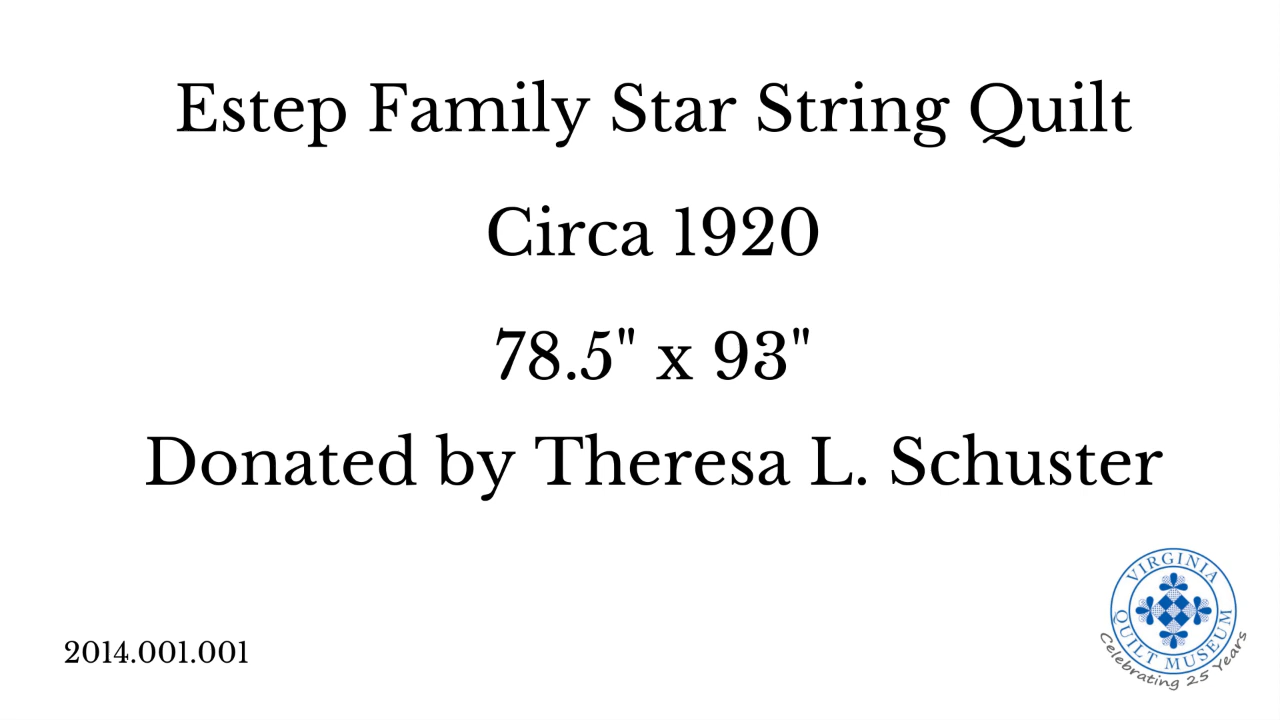 Estep Family Star String Quilt
Circa 1920
78.5" x 93"
Donated by Theresa L. Schuster
2014.001.001
VIRGINIA
QUILT MUSEUM
Celebrating 25 Years